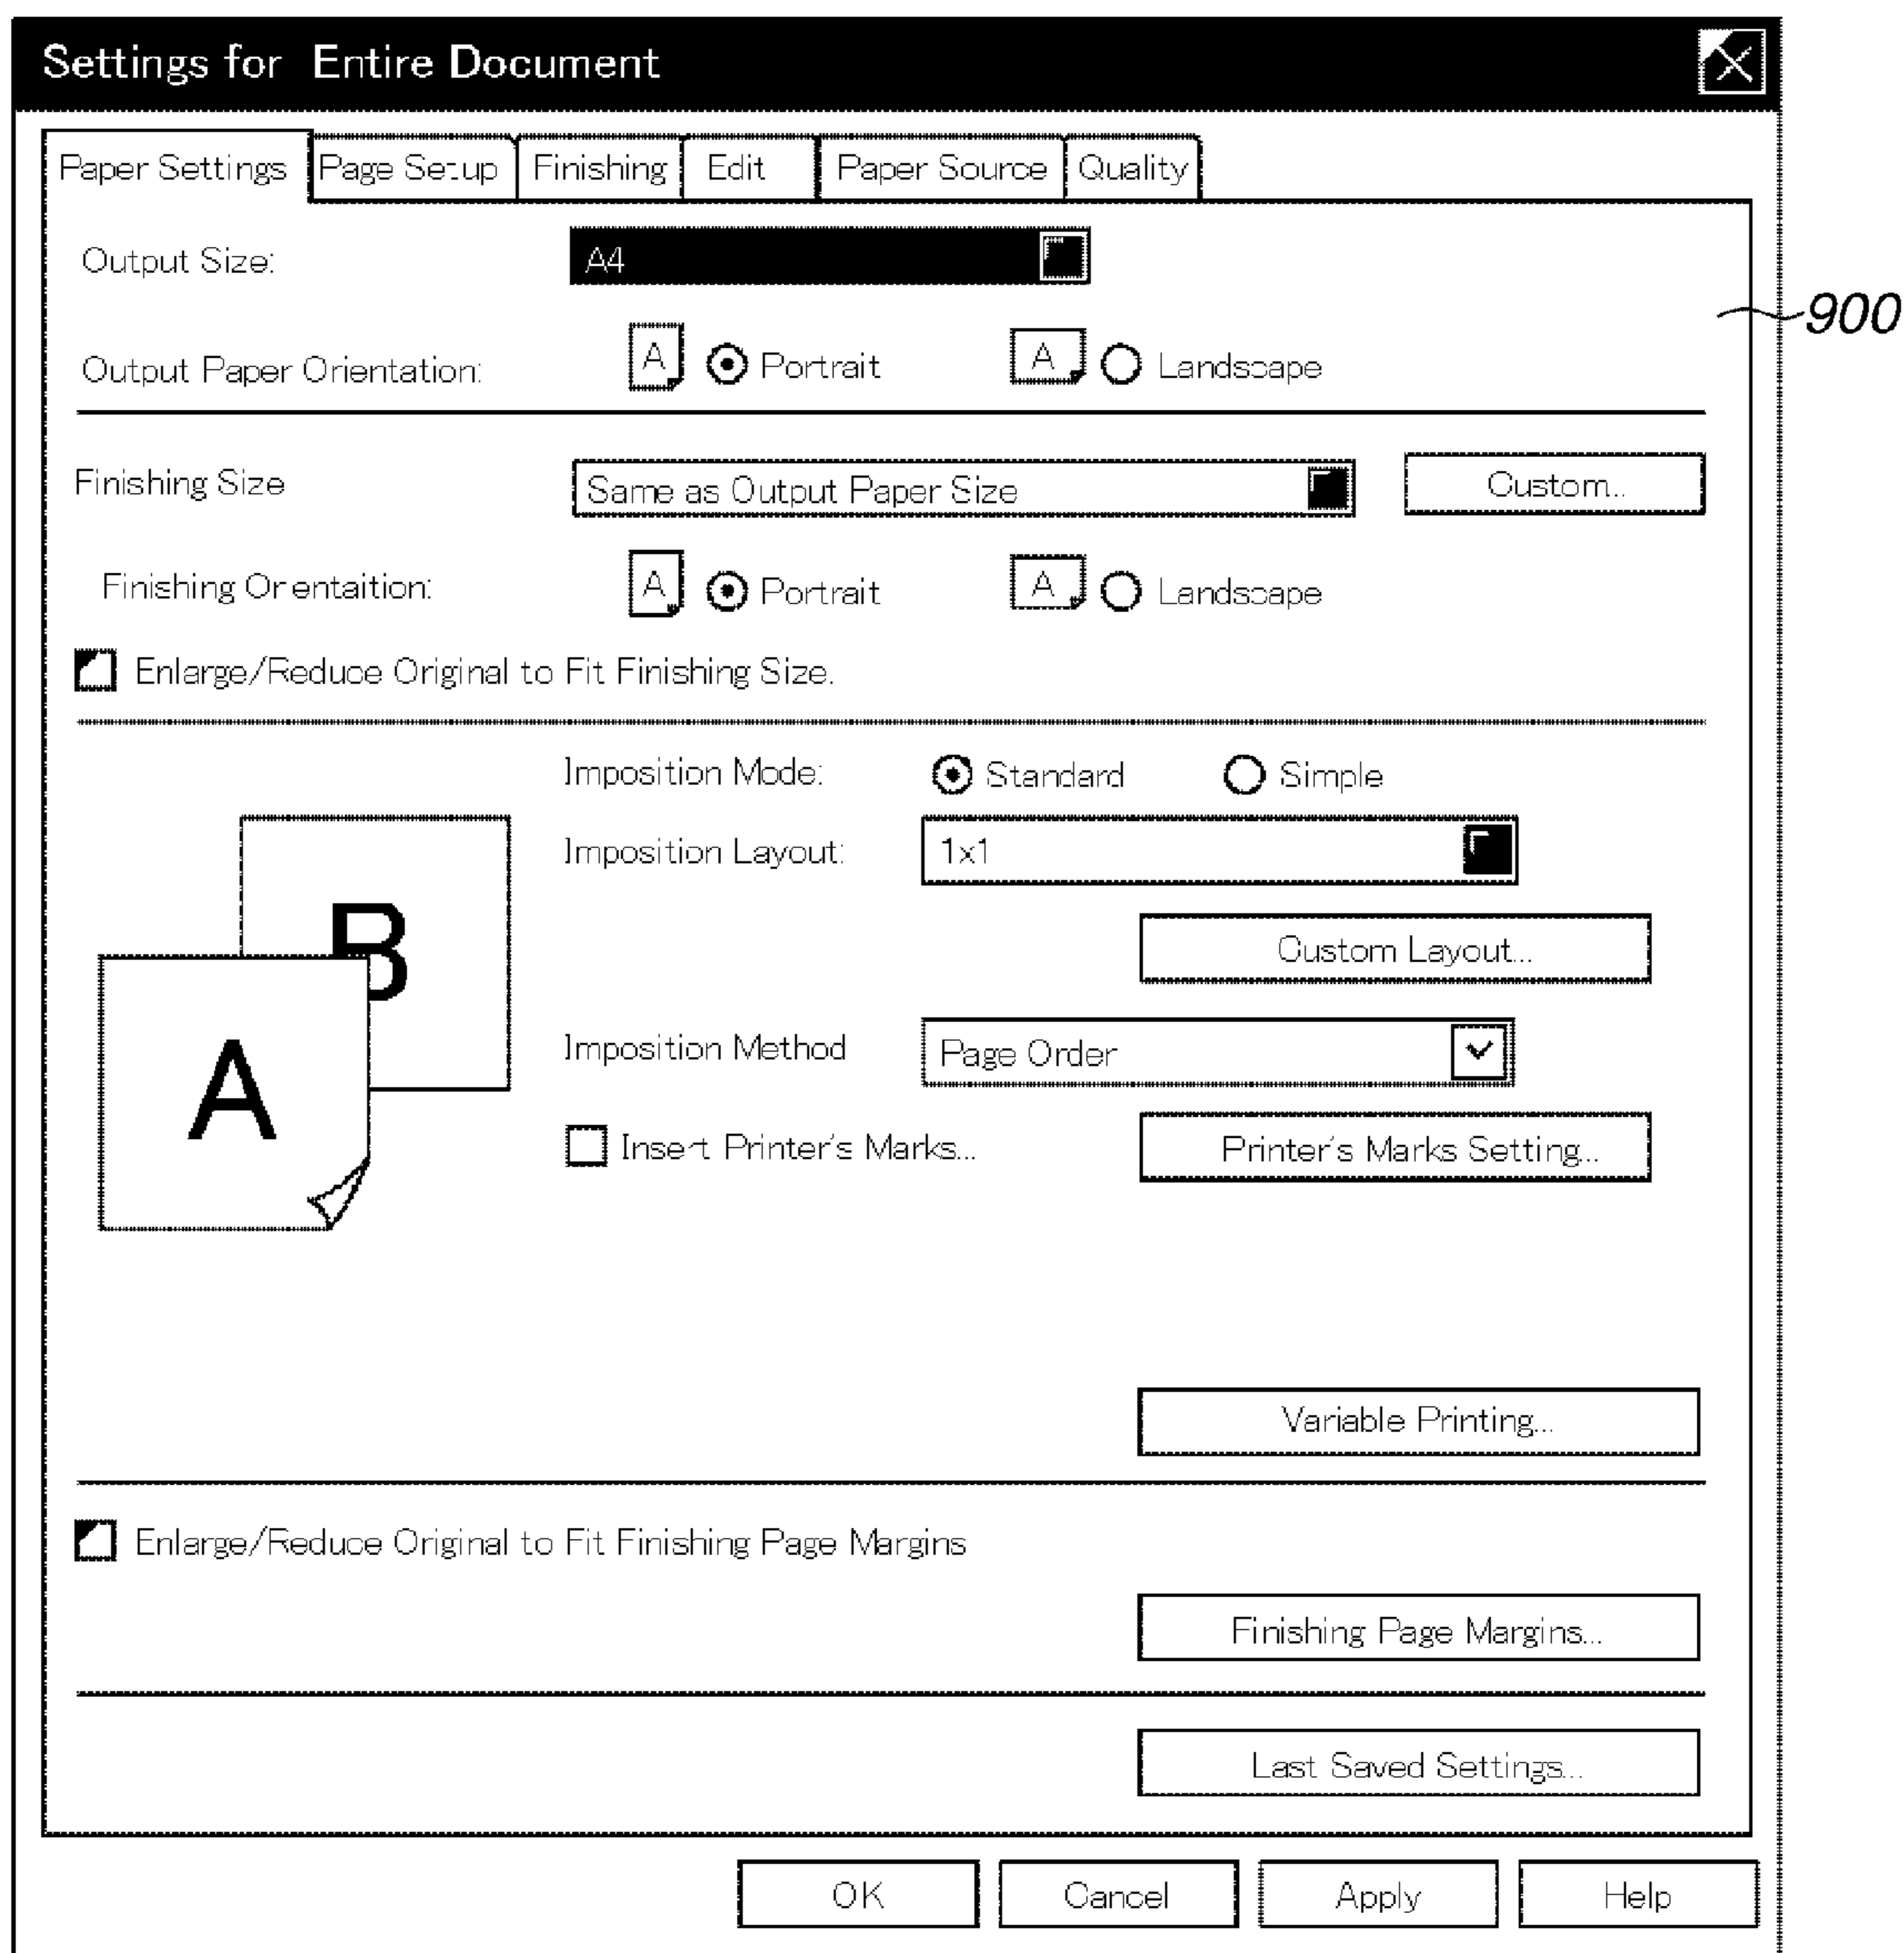 Settings for Entire Document
Paper Settings Page Setup Finishing Edit Paper Source Quality
Output Size: A4
900
Output Paper Orientation: A Portrait A Landscape
Finishing Size Same as Output Paper Size Custom..
Finishing Orientaition: A Portrait A Landscape
Enlarge/Reduce Original to Fit Finishing Size.
Imposition Mode: Standard Simple
Imposition Layout: 1x1
B
Custom Layout...
A
Imposition Method Page Order
Insert Printer's Marks... Printer's Marks Setting...
Variable Printing...
Enlarge/Reduce Original to Fit Finishing Page Margins
Finishing Page Margins...
Last Saved Settings...
OK Cancel Apply Help